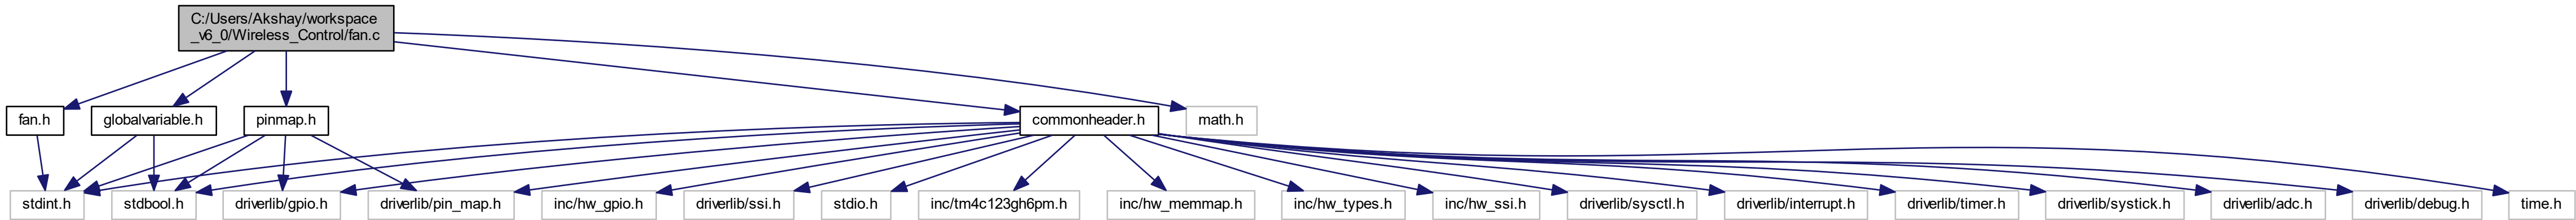 C:/Users/Akshay/workspace
_v6_0/Wireless_Control/fan.c
fan.h
globalvariable.h
pinmap.h
commonheader.h
math.h
stdint.h
stdbool.h
driverlib/gpio.h
driverlib/pin_map.h
inc/hw_gpio.h
driverlib/ssi.h
stdio.h
inc/tm4c123gh6pm.h
inc/hw_memmap.h
inc/hw_types.h
inc/hw_ssi.h
driverlib/sysctl.h
driverlib/interrupt.h
driverlib/timer.h
driverlib/systick.h
driverlib/adc.h
driverlib/debug.h
time.h